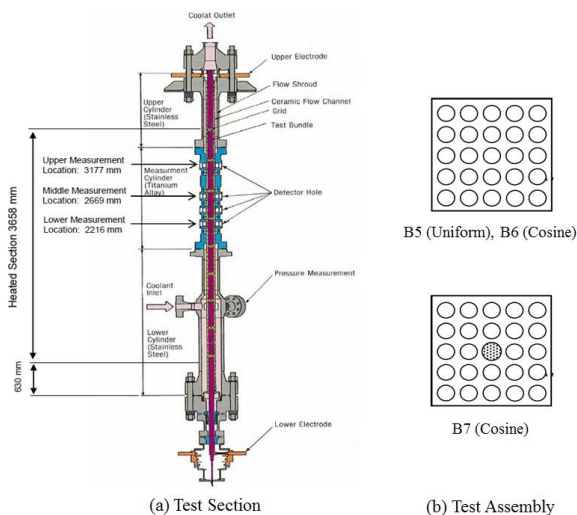 Coolat Outlet
Upper Electrode
Flow Shroud
Ceramic Flow Channel
Grid
Test Bundle
Upper
Cylinder
(Stainless
Steel)
Upper Measurement
Location: 3177 mm
Measurement
Cylinder
(Titanium
Allay)
Middle Measurement
Location: 2669 mm
Detector Hole
Lower Measurement
Location: 2216 mm
Heated Section 3658 mm
Coolant
Inlet
Pressure Measurement
Lower Cylinder
(Stainless
Steel)
630 mm
Lower Electrode
(a) Test Section
B5 (Uniform), B6 (Cosine)
B7 (Cosine)
(b) Test Assembly